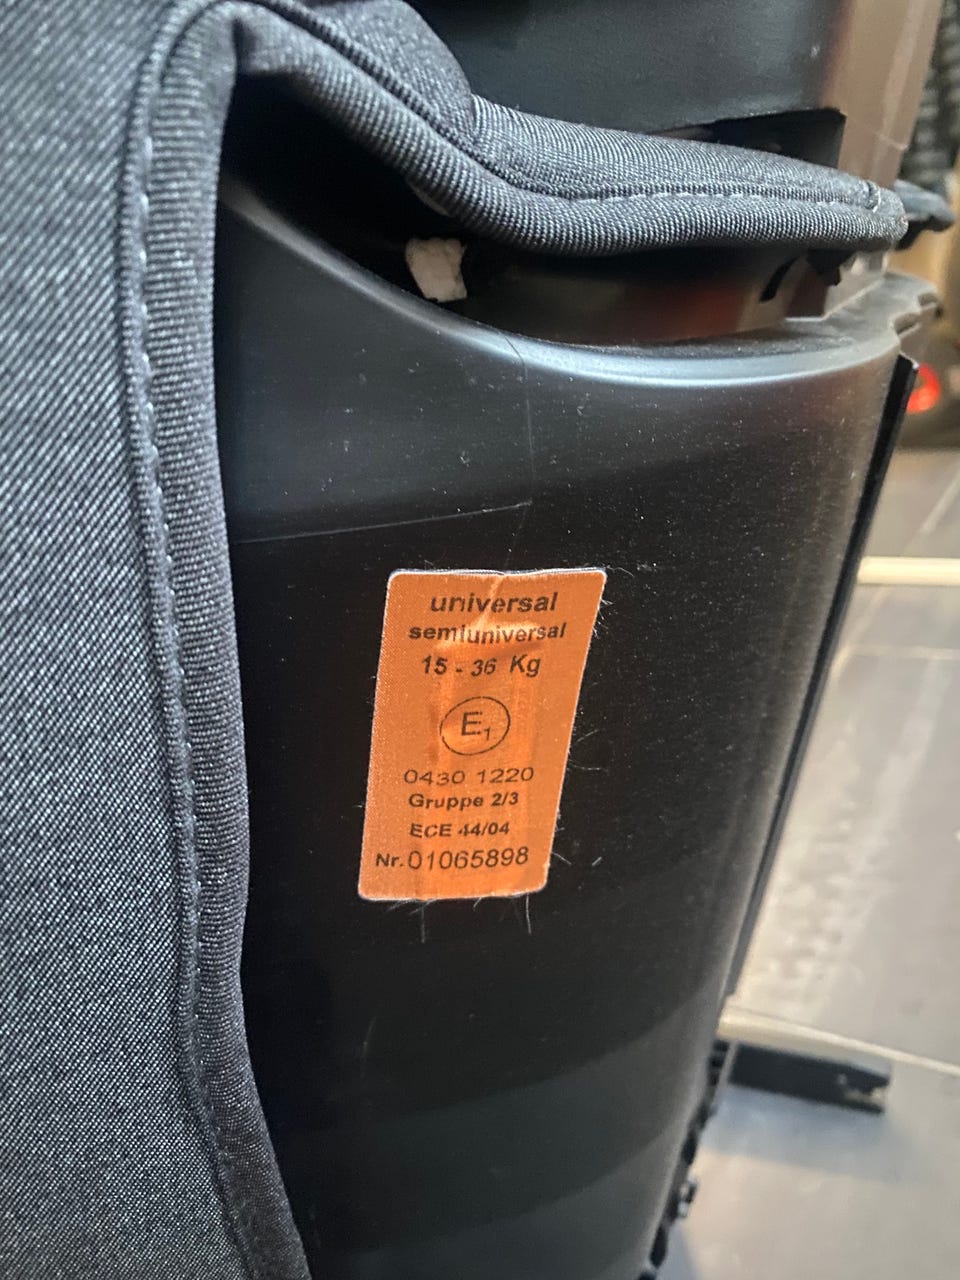 universal
semiuniversal
15 - 36 Kg
E1
0430 1220
Gruppe 2/3
ECE 44/04
Nr.01065898